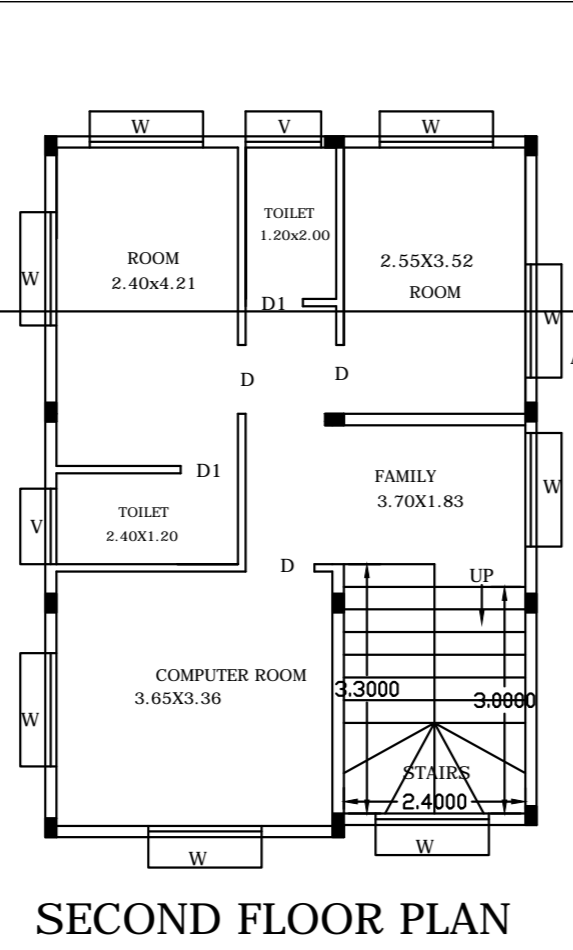 W
V
W
TOILET
1.20x2.00
ROOM
2.40x4.21
2.55X3.52
ROOM
W
D1
W
D
D
D1
FAMILY
3.70X1.83
W
TOILET
2.40X1.20
V
D
UP
COMPUTER ROOM
3.65X3.36
3.3000
3.0000
W
STAIRS
2.4000
W
W
SECOND FLOOR PLAN